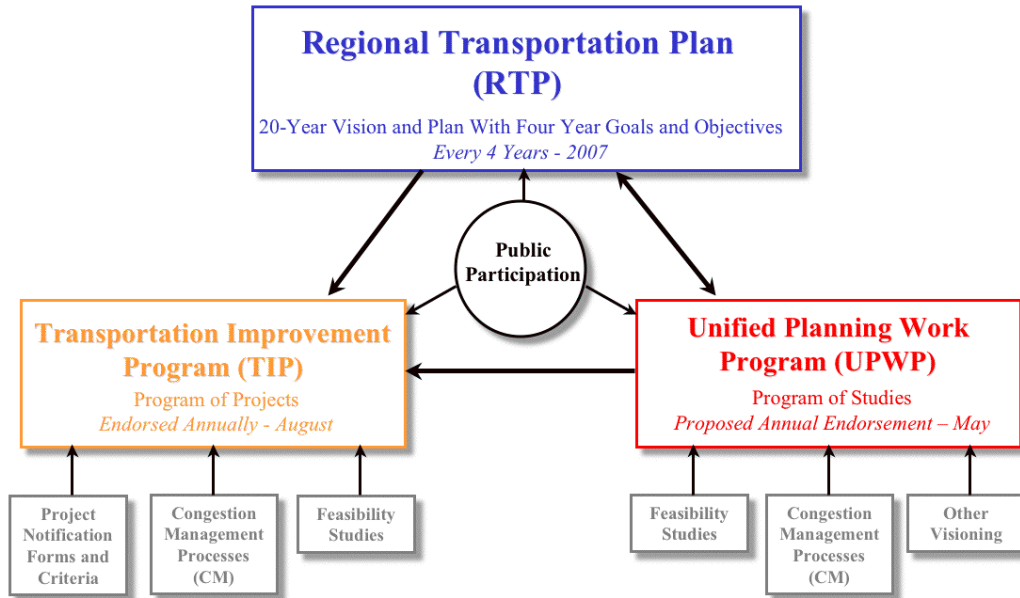 Regional Transportation Plan
(RTP)
20-Year Vision and Plan With Four Year Goals and Objectives
Every 4 Years - 2007
Public
Participation
Transportation Improvement
Program (TIP)
Program of Projects
Endorsed Annually - August
Unified Planning Work
Program (UPWP)
Program of Studies
Proposed Annual Endorsement – May
Project
Notification
Forms and
Criteria
Congestion
Management
Processes
(CM)
Feasibility
Studies
Feasibility
Studies
Congestion
Management
Processes
(CM)
Other
Visioning